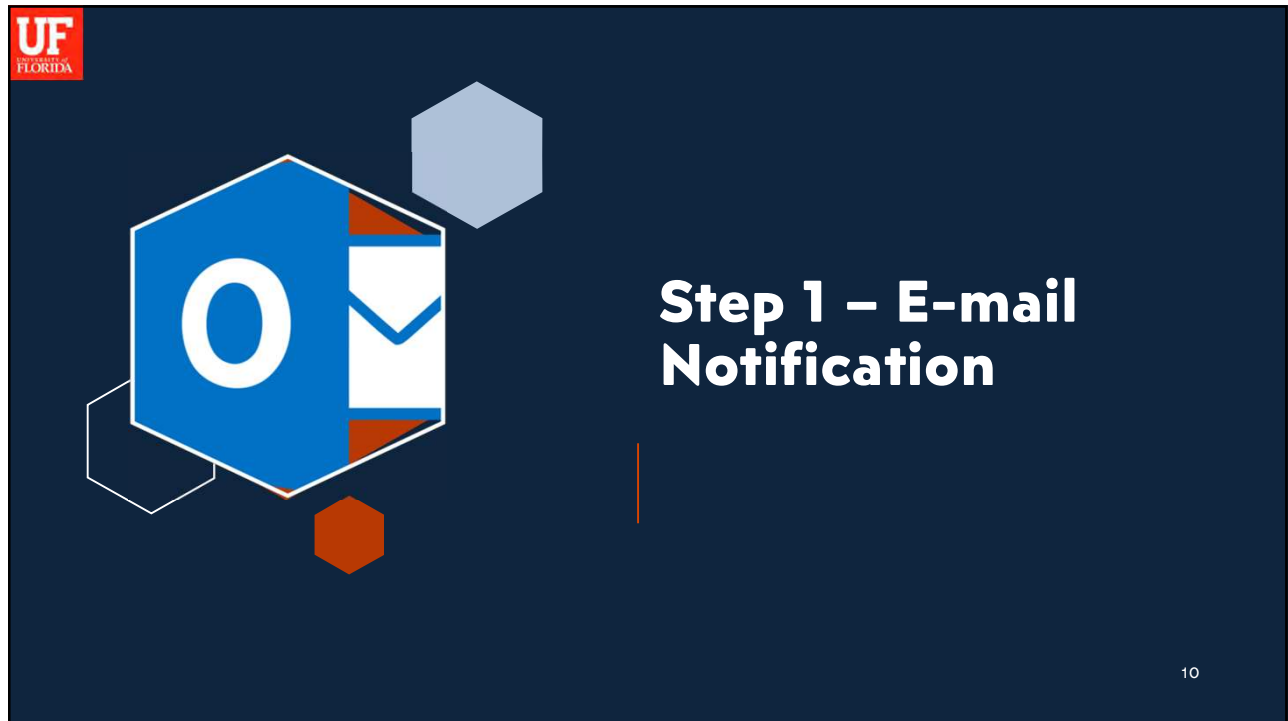 UF
UNIVERSITY of
FLORIDA
O
Step 1 – E-mail
Notification
10